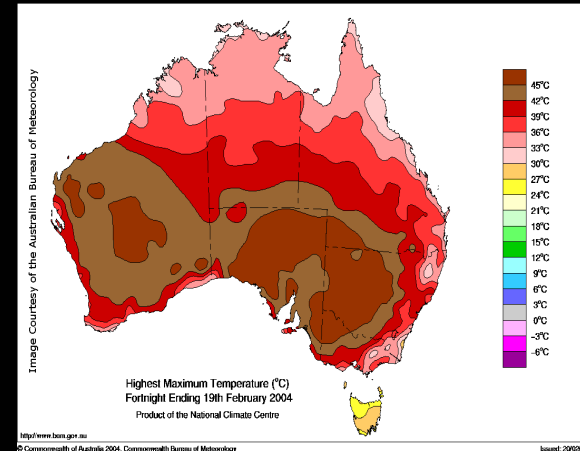 Image Courtesy of the Australian Bureau of Meteorology
45°C
42°C
39°C
36°C
33°C
30°C
27°C
24°C
21°C
18°C
15°C
12°C
9°C
6°C
3°C
0°C
-3°C
-6°C
Highest Maximum Temperature (°C)
Fortnight Ending 19th February 2004
Product of the National Climate Centre
http://www.bom.gov.au
© Commonwealth of Australia 2004, Commonwealth Bureau of Meteorology
Issued: 20/02